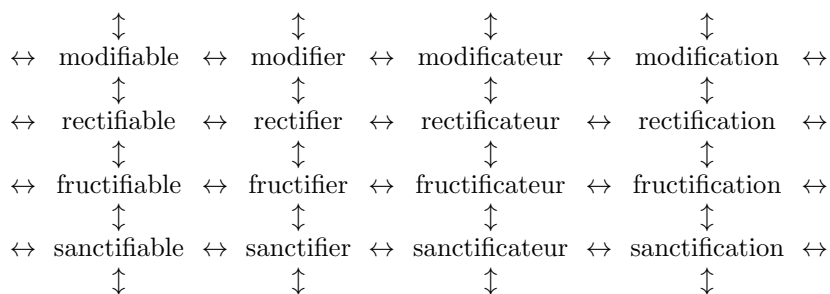 ↕ ↕ ↕ ↕
↔ modifiable ↔ modifier ↔ modificateur ↔ modification ↔
↕ ↕ ↕ ↕
↔ rectifiable ↔ rectifier ↔ rectificateur ↔ rectification ↔
↕ ↕ ↕ ↕
↔ fructifiable ↔ fructifier ↔ fructificateur ↔ fructification ↔
↕ ↕ ↕ ↕
↔ sanctifiable ↔ sanctifier ↔ sanctificateur ↔ sanctification ↔
↕ ↕ ↕ ↕